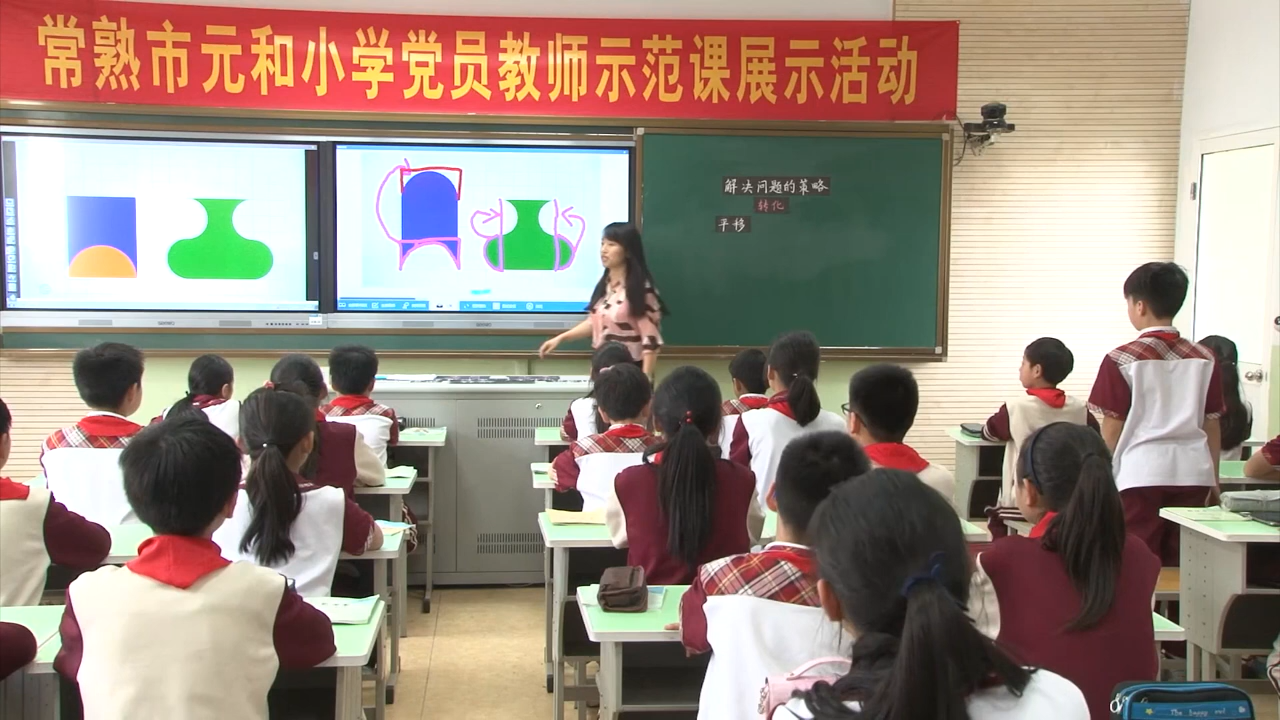 常熟市元和小学党员教师示范课展示活动
解决问题的策略
转化
平移